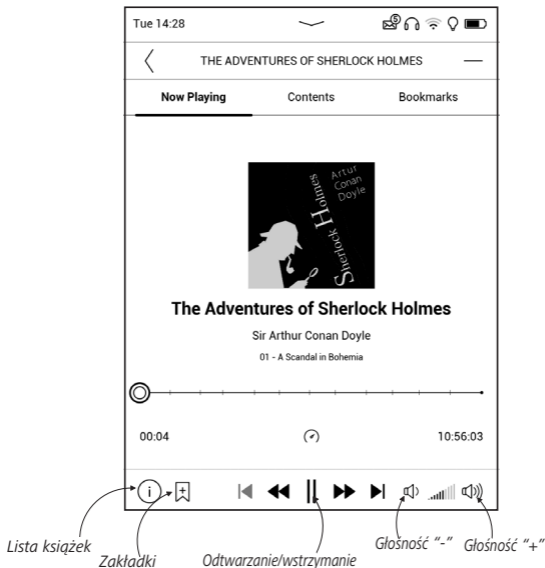 Tue 14:28
5
THE ADVENTURES OF SHERLOCK HOLMES
Now Playing Contents Bookmarks
Artur
Conan
Doyle
Sherlock Holmes
The Adventures of Sherlock Holmes
Sir Arthur Conan Doyle
01 - A Scandal in Bohemia
00:04 10:56:03
Lista książek
Zakładki
Odtwarzanie/wstrzymanie
Głośność "-"
Głośność "+"